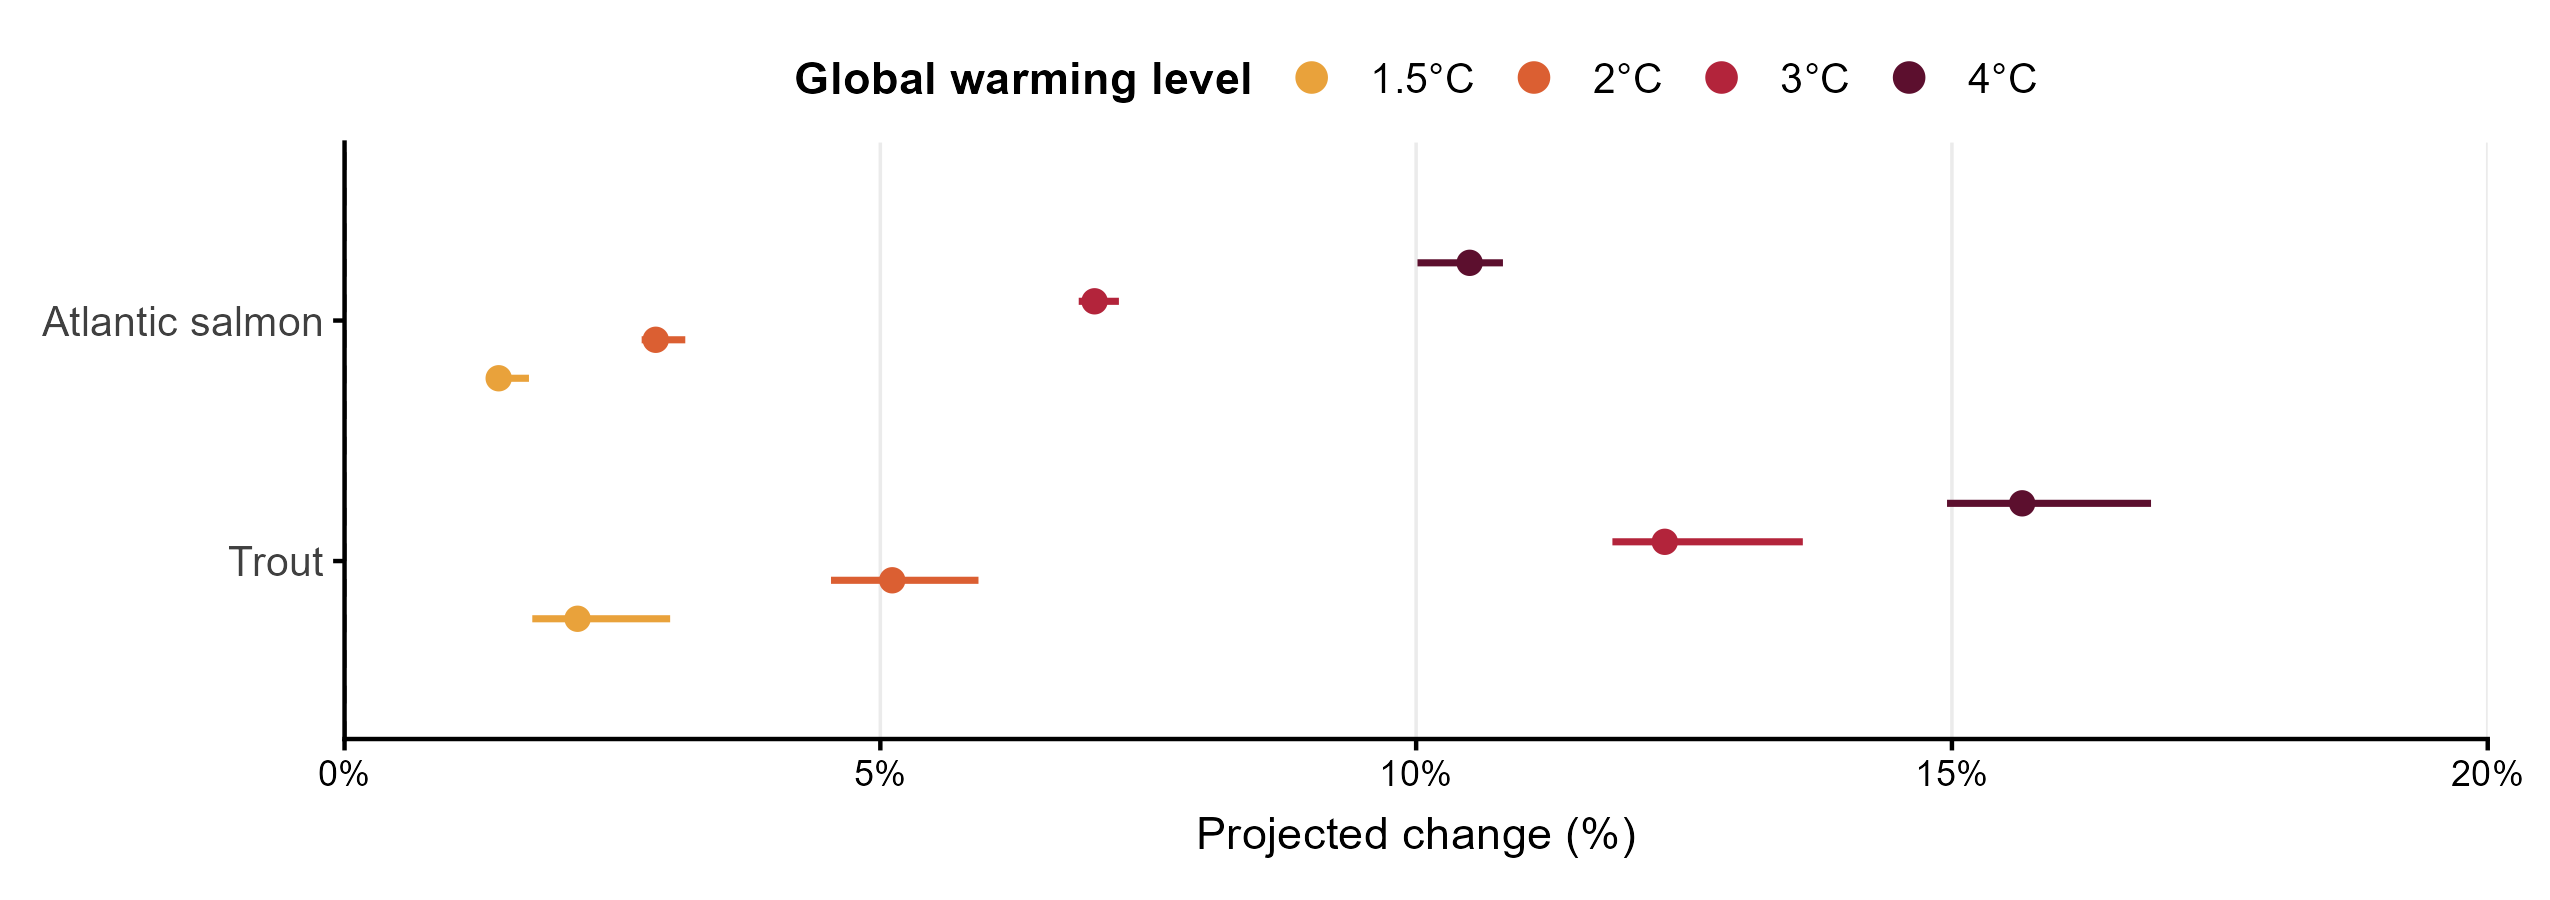 Global warming level 1.5°C 2°C 3°C 4°C
Atlantic salmon
Trout
0% 5% 10% 15% 20%
Projected change (%)